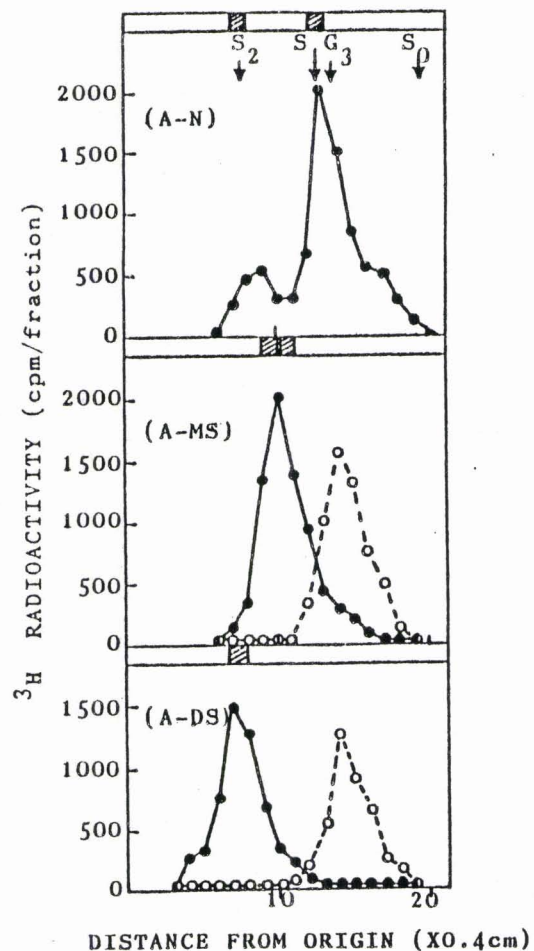 S2 S G3 S0
(A-N)
2000
1500
1000
500
0
(A-MS)
2000
1500
1000
500
0
(A-DS)
1500
1000
500
0
10 20
3H RADIOACTIVITY (cpm/fraction)
DISTANCE FROM ORIGIN (X0.4cm)